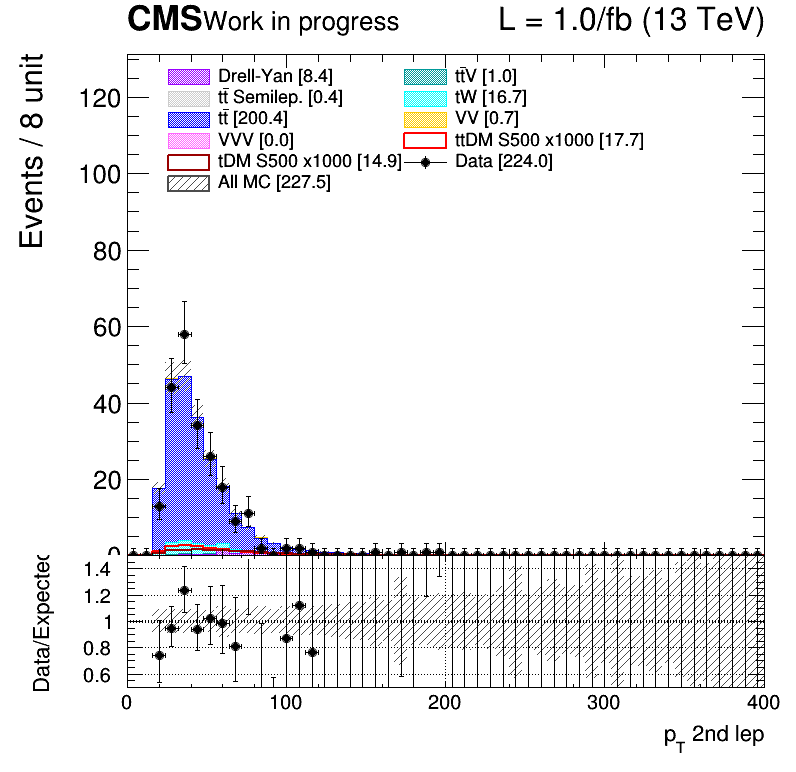 CMS Work in progress L = 1.0/fb (13 TeV)
Events / 8 unit
Drell-Yan [8.4] tt̄V [1.0]
tt̄ Semilep. [0.4] tW [16.7]
tt̄ [200.4] VV [0.7]
VVV [0.0] ttDM S500 x1000 [17.7]
tDM S500 x1000 [14.9] Data [224.0]
All MC [227.5]
120
100
80
60
40
20
0
Data/Expected
1.4
1.2
1
0.8
0.6
0 100 200 300 400
p_T 2nd lep